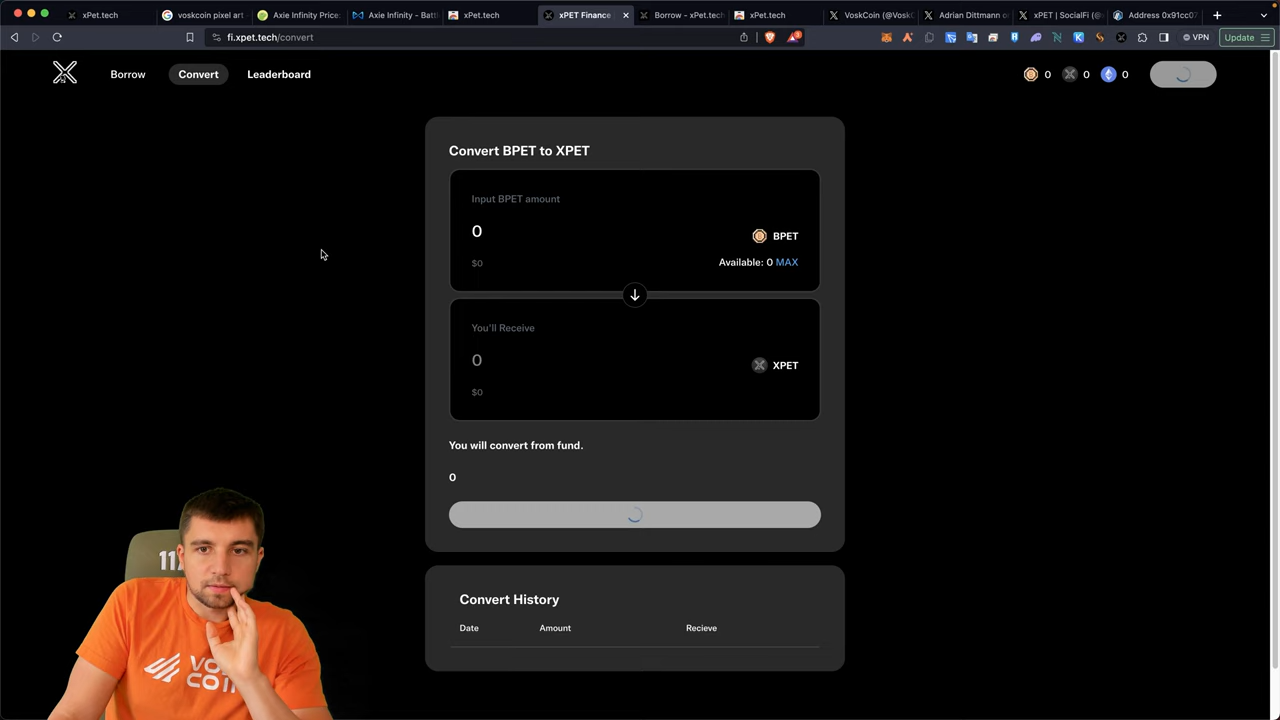 xPet.tech
voskcoin pixel art
Axie Infinity Price:
Axie Infinity - Batt
xPet.tech
xPET Finance
Borrow - xPet.tech
xPet.tech
VoskCoin (@VoskC
Adrian Dittmann o
xPET | SocialFi (@
Address 0x91cc07
fi.xpet.tech/convert
VPN
Update
Borrow
Convert
Leaderboard
0
0
0
Convert BPET to XPET
Input BPET amount
0
BPET
$0
Available: 0 MAX
You'll Receive
0
XPET
$0
You will convert from fund.
0
Convert History
Date
Amount
Recieve
11